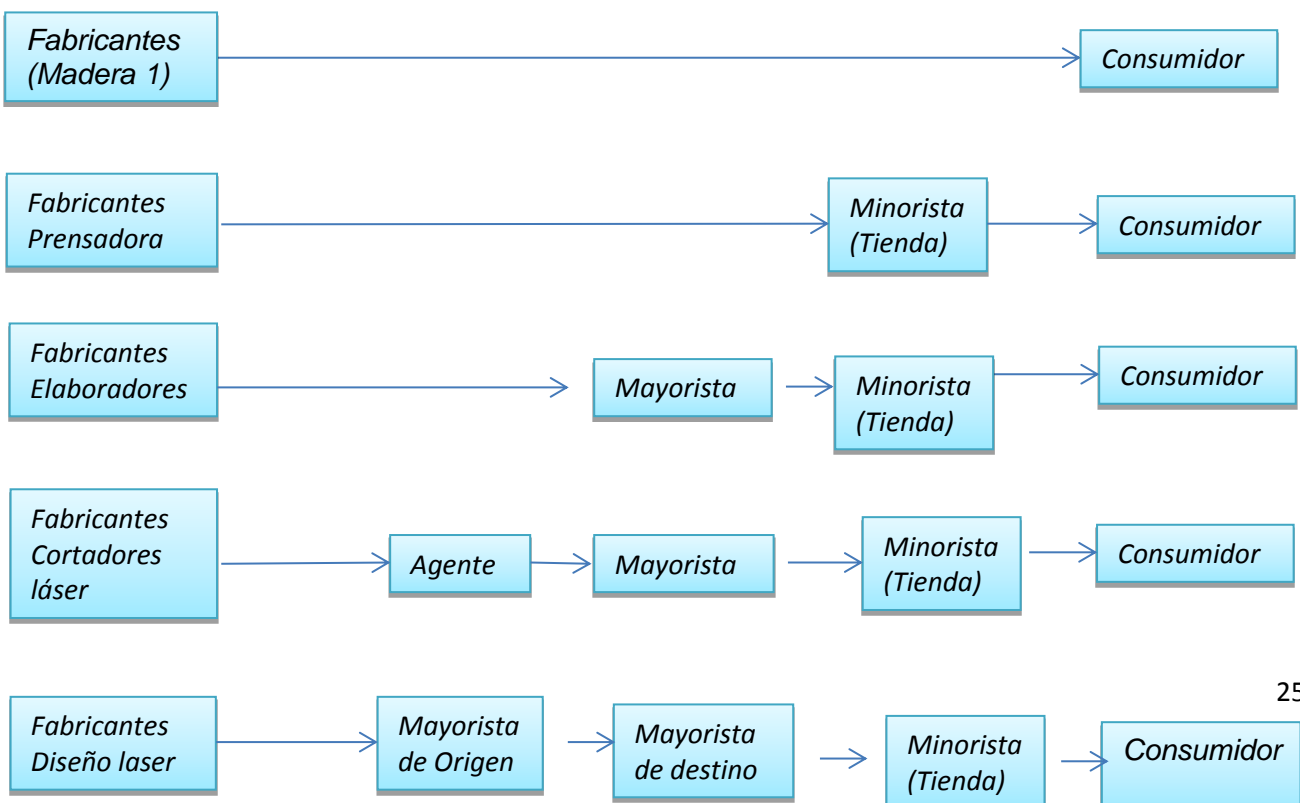 Fabricantes
(Madera 1)
Consumidor
Fabricantes
Prensadora
Minorista
(Tienda)
Consumidor
Fabricantes
Elaboradores
Mayorista
Minorista
(Tienda)
Consumidor
Fabricantes
Cortadores
láser
Agente
Mayorista
Minorista
(Tienda)
Consumidor
25
Fabricantes
Diseño laser
Mayorista
de Origen
Mayorista
de destino
Minorista
(Tienda)
Consumidor